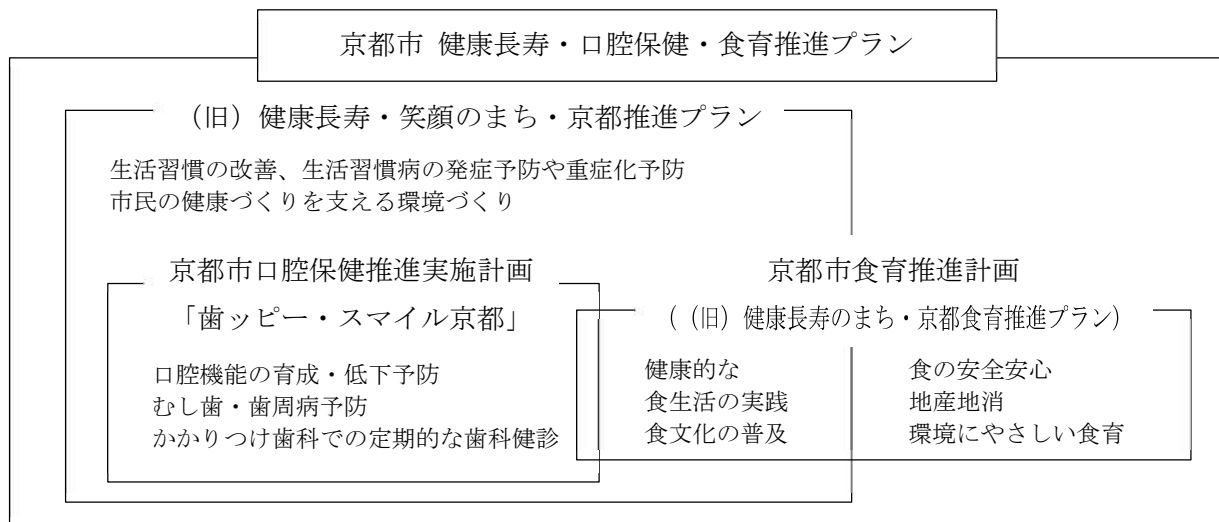 京都市 健康長寿・口腔保健・食育推進プラン
（旧）健康長寿・笑顔のまち・京都推進プラン
生活習慣の改善、生活習慣病の発症予防や重症化予防
市民の健康づくりを支える環境づくり
京都市口腔保健推進実施計画
「歯ッピー・スマイル京都」
口腔機能の育成・低下予防
むし歯・歯周病予防
かかりつけ歯科での定期的な歯科健診
京都市食育推進計画
（（旧）健康長寿のまち・京都食育推進プラン）
健康的な
食生活の実践
食文化の普及
食の安全安心
地産地消
環境にやさしい食育